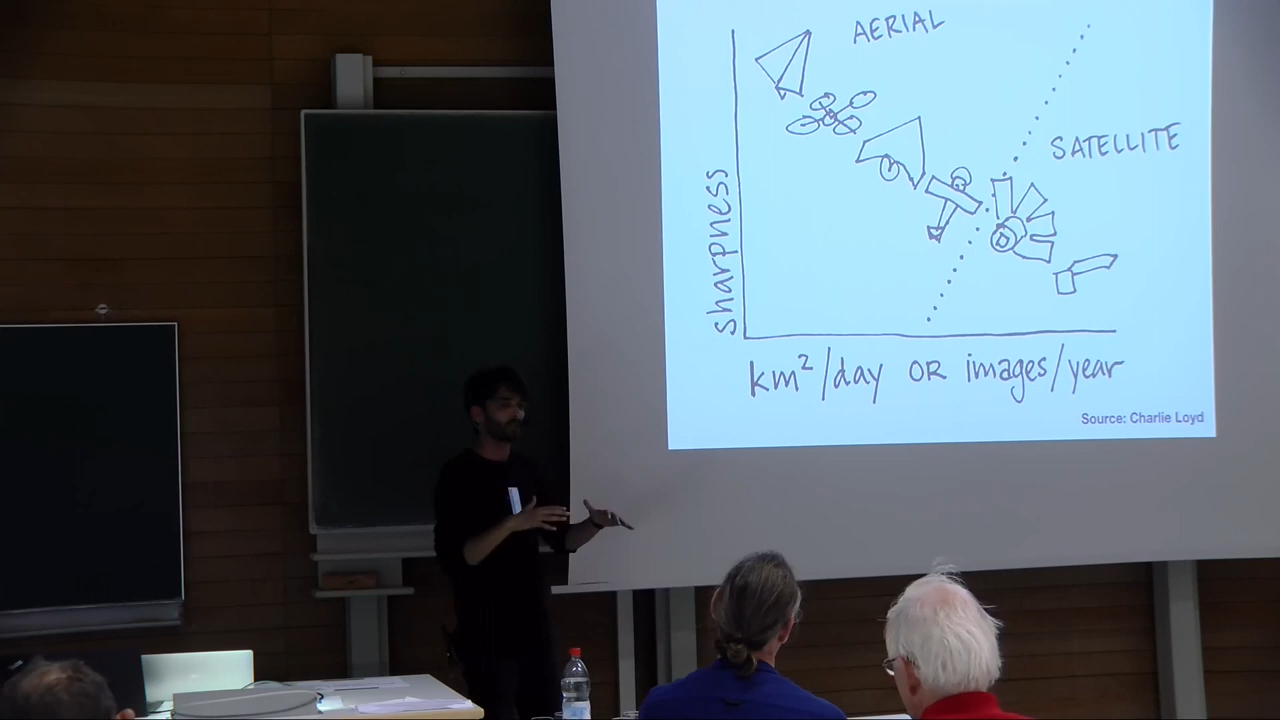 AERIAL
SATELLITE
sharpness
km²/day OR images/year
Source: Charlie Loyd